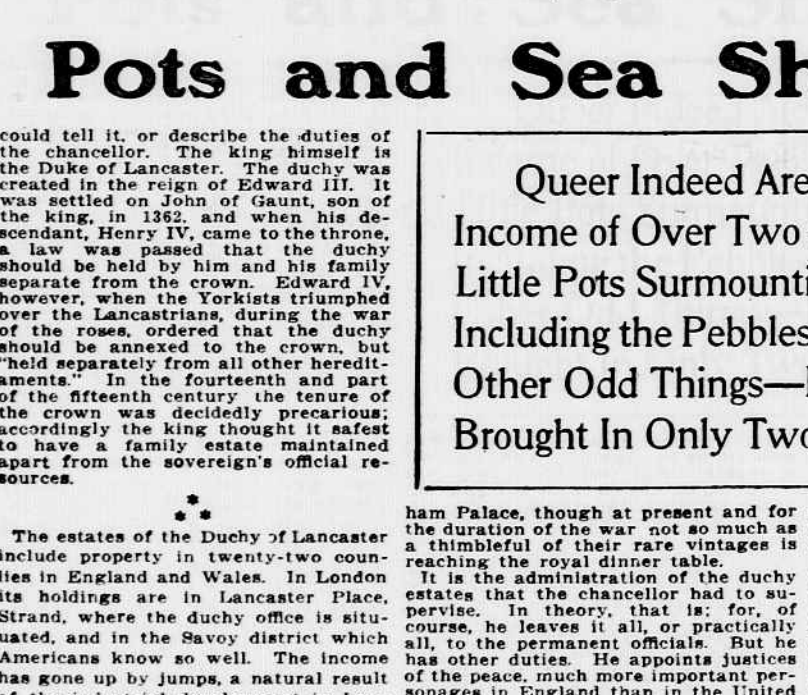 Pots and Sea Sh
could tell it, or describe the duties of
the chancellor. The king himself is
the Duke of Lancaster. The duchy was
created in the reign of Edward III. It
was settled on John of Gaunt, son of
the king, in 1362, and when his de-
scendant, Henry IV, came to the throne,
a law was passed that the duchy
should be held by him and his family
separate from the crown. Edward IV,
however, when the Yorkists triumphed
over the Lancastrians, during the war
of the roses, ordered that the duchy
should be annexed to the crown, but
"held separately from all other heredit-
aments." In the fourteenth and part
of the fifteenth century the tenure of
the crown was decidedly precarious;
accordingly the king thought it safest
to have a family estate maintained
apart from the sovereign's official re-
sources.
* * *
The estates of the Duchy of Lancaster
include property in twenty-two coun-
ties in England and Wales. In London
its holdings are in Lancaster Place,
Strand, where the duchy office is situ-
uated, and in the Savoy district which
Americans know so well. The income
has gone up by jumps, a natural result
Queer Indeed Are
Income of Over Two
Little Pots Surmounti
Including the Pebbles
Other Odd Things—
Brought In Only Two
ham Palace, though at present and for
the duration of the war not so much as
a thimbleful of their rare vintages is
reaching the royal dinner table.
It is the administration of the duchy
estates that the chancellor had to su-
pervise. In theory, that is; for, of
course, he leaves it all, or practically
all, to the permanent officials. But he
has other duties. He appoints justices
of the peace, much more important per-
sonages in England than in the United